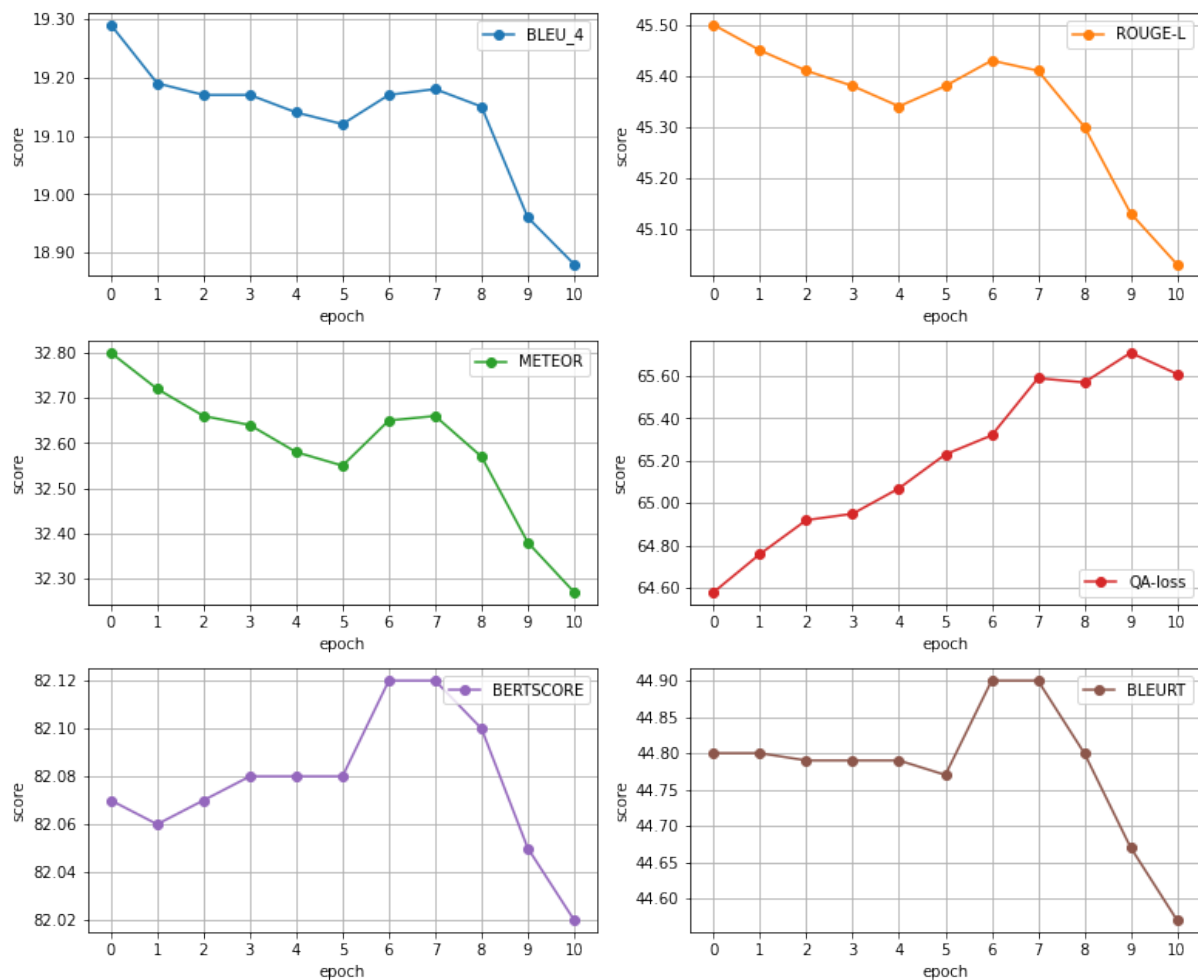 19.30
19.20
19.10
19.00
18.90
score
BLEU_4
0 1 2 3 4 5 6 7 8 9 10
epoch
45.50
45.40
45.30
45.20
45.10
score
ROUGE-L
0 1 2 3 4 5 6 7 8 9 10
epoch
32.80
32.70
32.60
32.50
32.40
32.30
score
METEOR
0 1 2 3 4 5 6 7 8 9 10
epoch
65.60
65.40
65.20
65.00
64.80
64.60
score
QA-loss
0 1 2 3 4 5 6 7 8 9 10
epoch
82.12
82.10
82.08
82.06
82.04
82.02
score
BERTSCORE
0 1 2 3 4 5 6 7 8 9 10
epoch
44.90
44.85
44.80
44.75
44.70
44.65
44.60
score
BLEURT
0 1 2 3 4 5 6 7 8 9 10
epoch